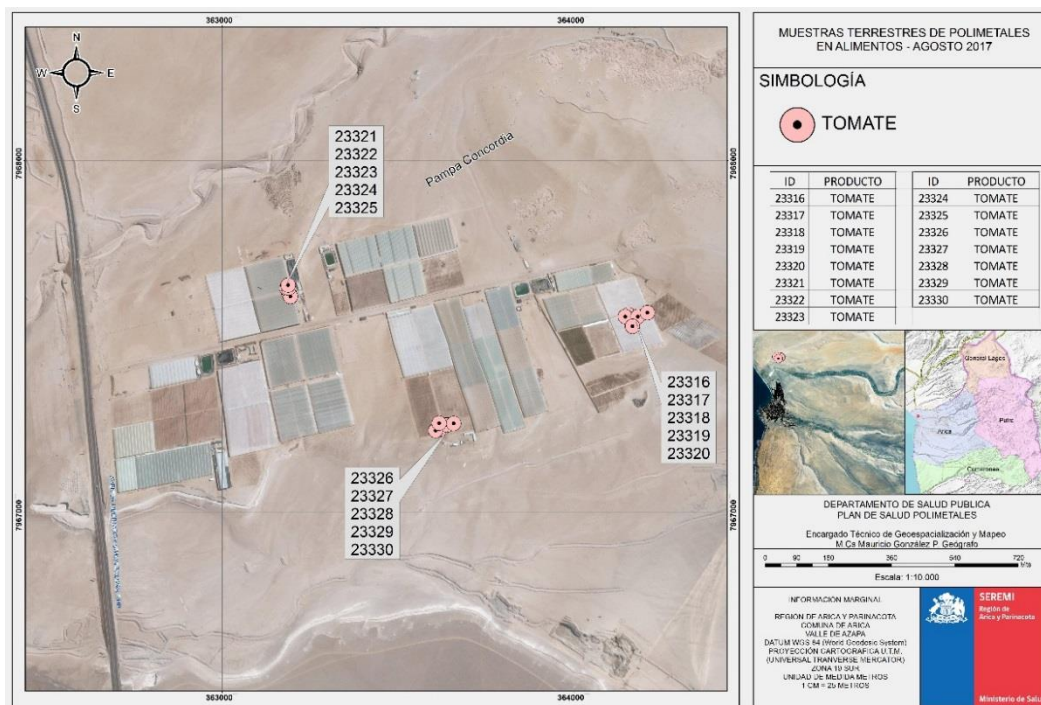 363000
364000
N
W
E
S
7968000
7968000
Pampa Concordia
23321
23322
23323
23324
23325
23316
23317
23318
23319
23320
23326
23327
23328
23329
23330
7967000
7967000
363000
364000
MUESTRAS TERRESTRES DE POLIMETALES
EN ALIMENTOS - AGOSTO 2017
SIMBOLOGÍA
TOMATE
ID PRODUCTO ID PRODUCTO
23316 TOMATE 23324 TOMATE
23317 TOMATE 23325 TOMATE
23318 TOMATE 23326 TOMATE
23319 TOMATE 23327 TOMATE
23320 TOMATE 23328 TOMATE
23321 TOMATE 23329 TOMATE
23322 TOMATE 23330 TOMATE
23323 TOMATE
General Lagos
Putre
Arica
Camarones
DEPARTAMENTO DE SALUD PUBLICA
PLAN DE SALUD POLIMETALES
Encargado Técnico de Geoespacialización y Mapeo
M.Cs Mauricio González P. Geógrafo
0 90 180 360 540 720
Mts
Escala: 1:10.000
INFORMACIÓN MARGINAL
REGIÓN DE ARICA Y PARINACOTA
COMUNA DE ARICA
VALLE DE AZAPA
DATUM WGS 84 (World Geodesic System)
PROYECCIÓN CARTOGRAFICA U.T.M.
(UNIVERSAL TRANVERSE MERCATOR)
ZONA 19 SUR
UNIDAD DE MEDIDA METROS
1 CM = 25 METROS
SEREMI
Región de
Arica y Parinacota
Ministerio de Salu